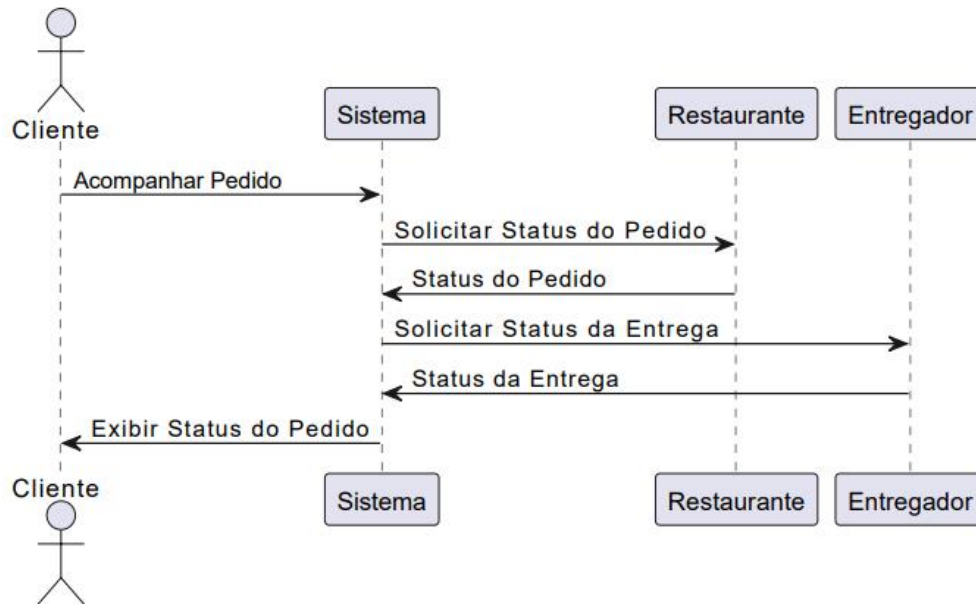 Cliente
Sistema
Restaurante
Entregador
Acompanhar Pedido
Solicitar Status do Pedido
Status do Pedido
Solicitar Status da Entrega
Status da Entrega
Exibir Status do Pedido
Cliente
Sistema
Restaurante
Entregador